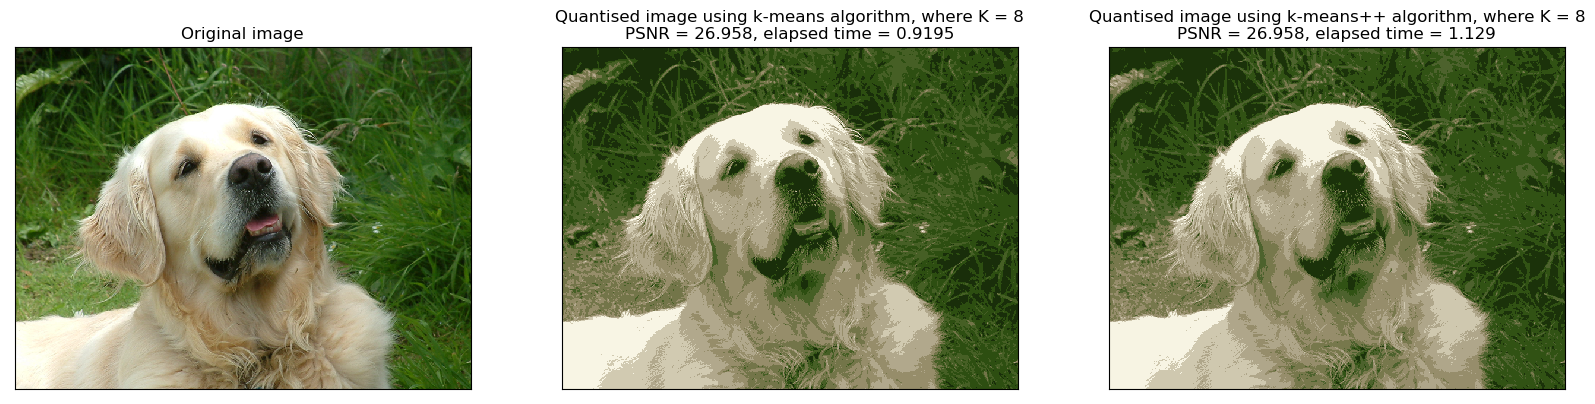 Original image
Quantised image using k-means algorithm, where K = 8
PSNR = 26.958, elapsed time = 0.9195
Quantised image using k-means++ algorithm, where K = 8
PSNR = 26.958, elapsed time = 1.129